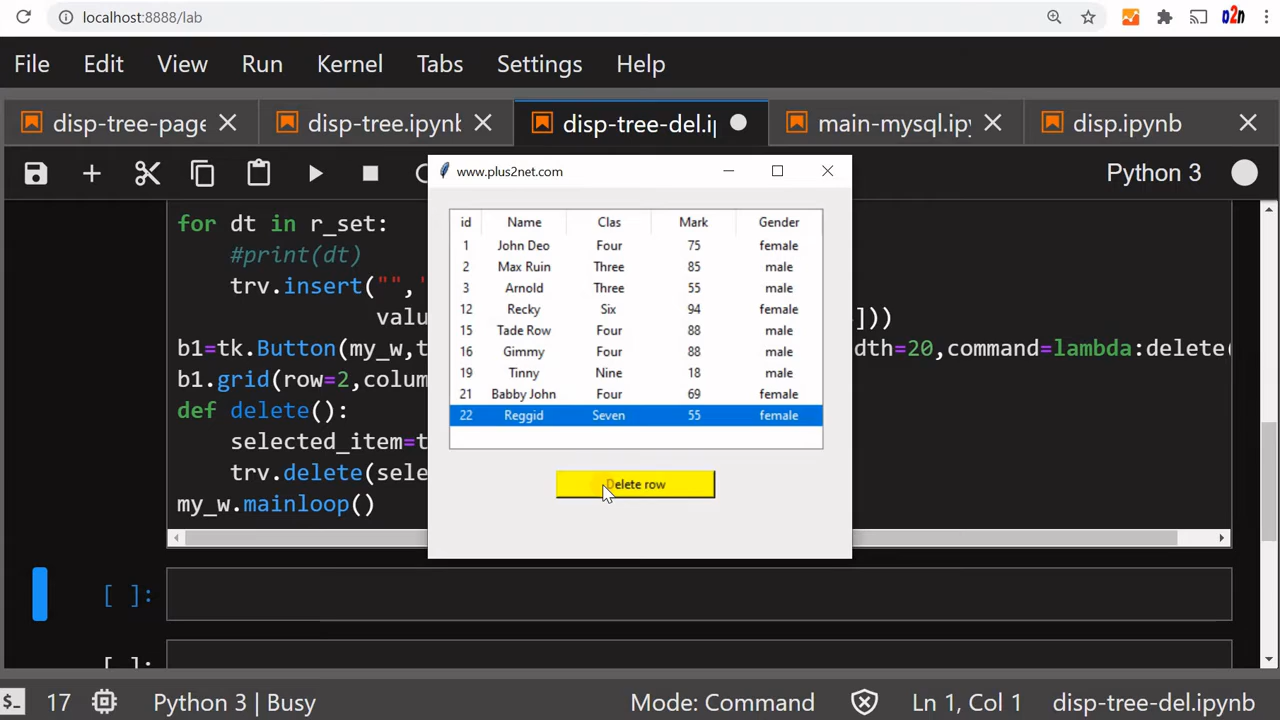 localhost:8888/lab
File Edit View Run Kernel Tabs Settings Help
disp-tree-page disp-tree.ipynb disp-tree-del.ip main-mysql.ipy disp.ipynb
Python 3
www.plus2net.com
id Name Clas Mark Gender
1 John Deo Four 75 female
2 Max Ruin Three 85 male
3 Arnold Three 55 male
12 Recky Six 94 female
15 Tade Row Four 88 male
16 Gimmy Four 88 male
19 Tinny Nine 18 male
21 Babby John Four 69 female
22 Reggid Seven 55 female
Delete row
for dt in r_set:
#print(dt)
trv.insert("",'
valu ]))
b1=tk.Button(my_w,t dth=20,command=lambda:delete(
b1.grid(row=2,colum
def delete():
selected_item=t
trv.delete(sele
my_w.mainloop()
[ ]:
[ ]:
$_ 17 Python 3 | Busy Mode: Command Ln 1, Col 1 disp-tree-del.ipynb